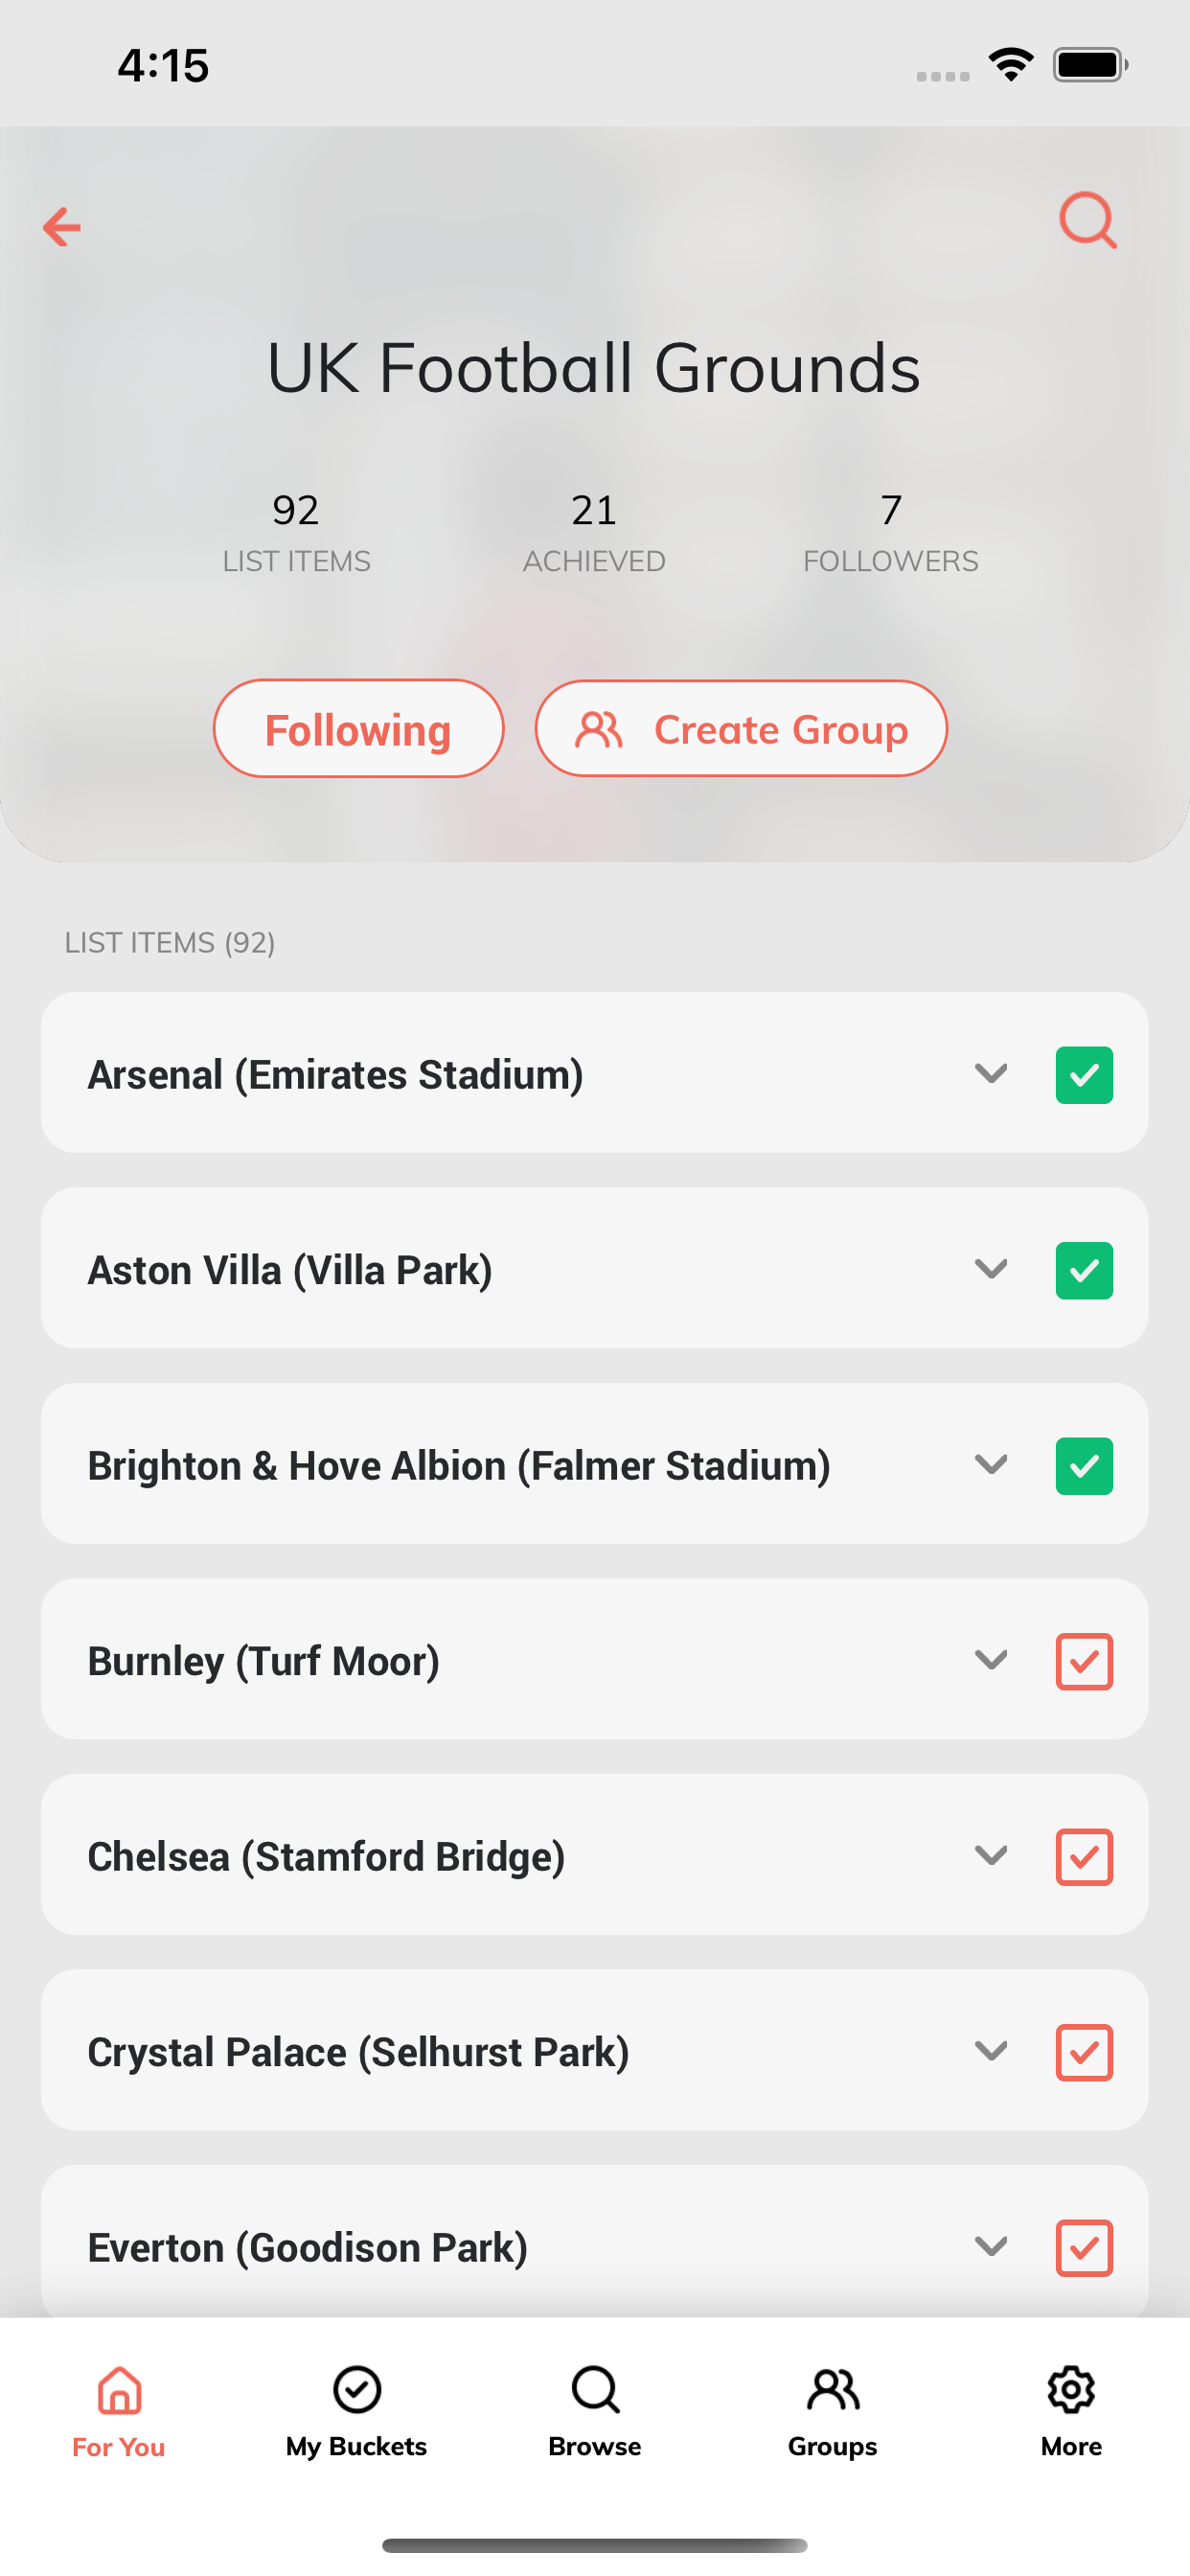 4:15
UK Football Grounds
92 21 7
LIST ITEMS ACHIEVED FOLLOWERS
Following Create Group
LIST ITEMS (92)
Arsenal (Emirates Stadium)
Aston Villa (Villa Park)
Brighton & Hove Albion (Falmer Stadium)
Burnley (Turf Moor)
Chelsea (Stamford Bridge)
Crystal Palace (Selhurst Park)
Everton (Goodison Park)
For You My Buckets Browse Groups More